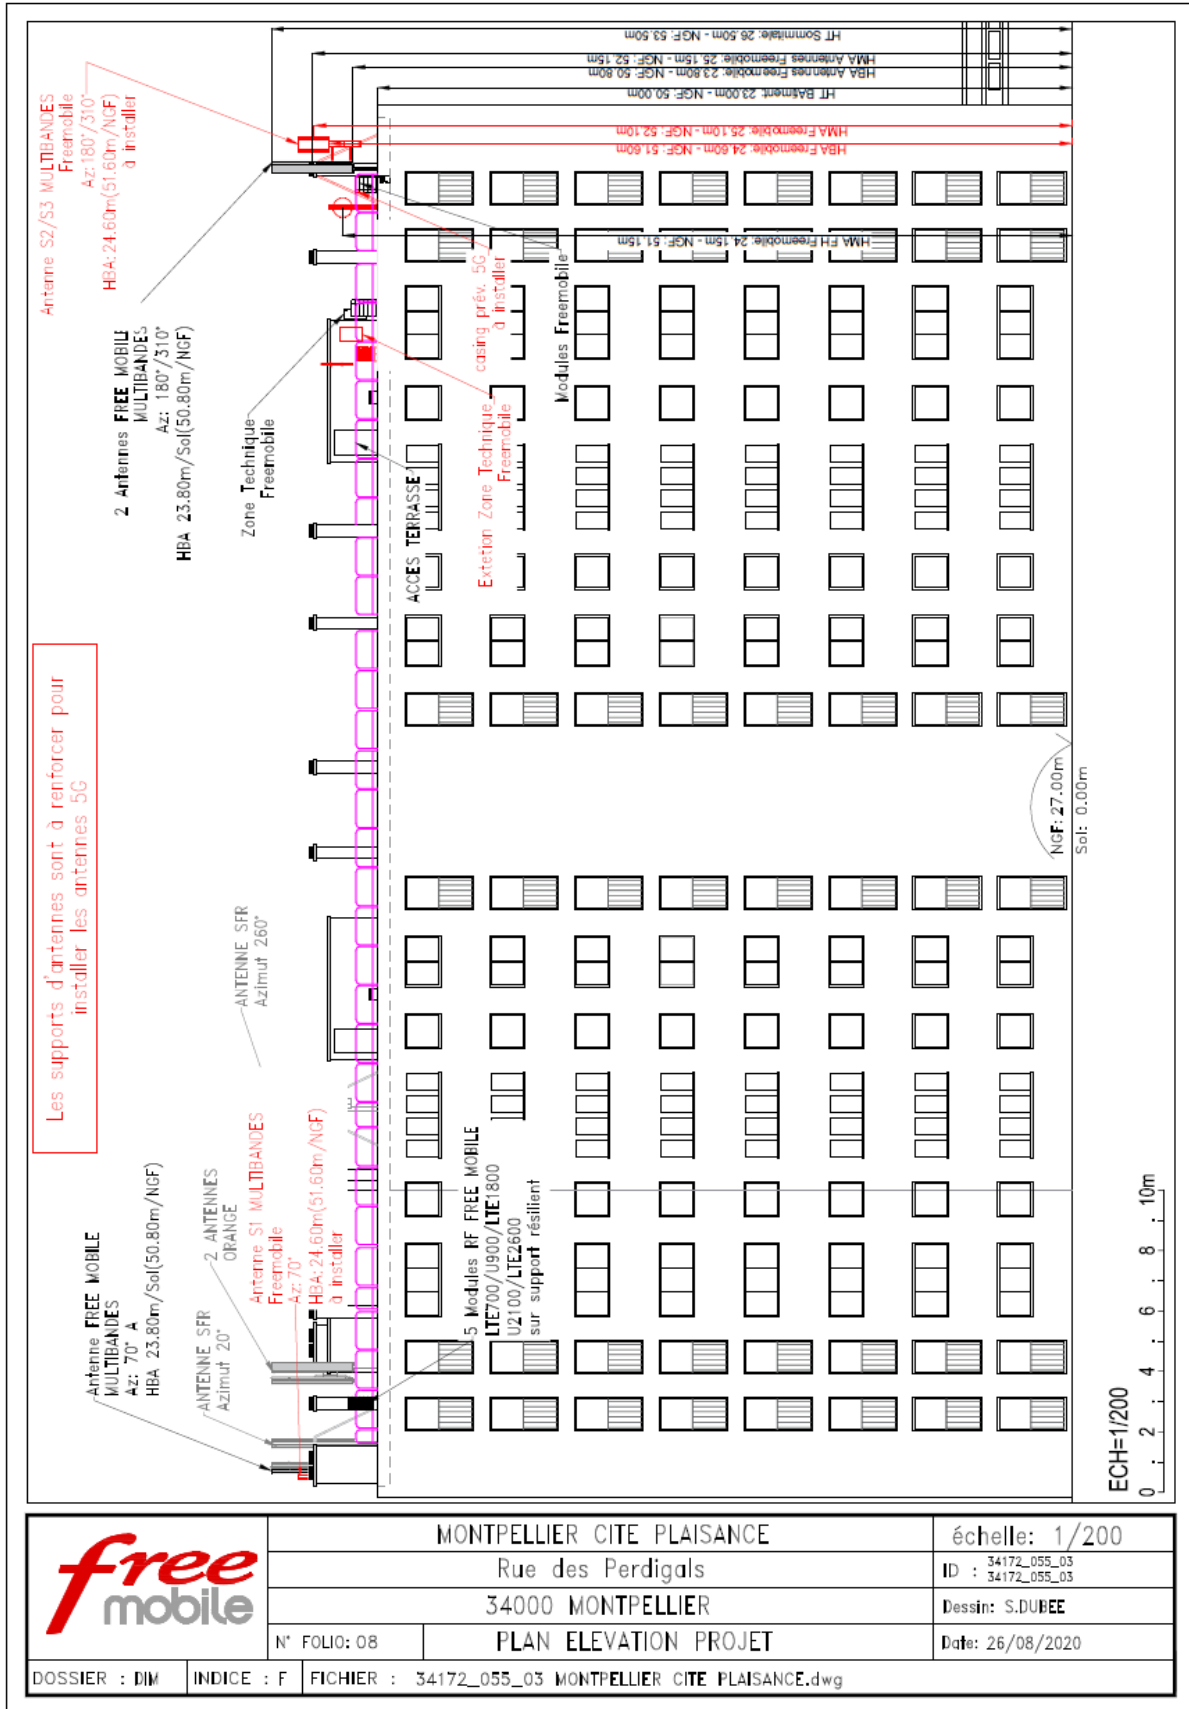 HT Sommitale: 26.50m - NGF: 53.50m
HMA Antennes Freemobile: 25.15m - NGF: 52.15m
HBA Antennes Freemobile: 23.80m - NGF: 50.80m
HT Bâtiment: 23.00m - NGF: 50.00m
HMA Freemobile: 25.10m - NGF: 52.10m
HBA Freemobile: 24.60m - NGF: 51.60m
HMA FH Freemobile: 24.15m - NGF: 51.15m
Antenne S2/S3 MULTIBANDES
Freemobile
Az:180°/310°
HBA: 24.60m(51.60m/NGF)
à installer
2 Antennes FREE MOBILE
MULTIBANDES
Az: 180°/310°
HBA 23.80m/Sol(50.80m/NGF)
Zone Technique
Freemobile
casing prév. 5G
à installer
Modules Freemobile
ACCES TERRASSE
Extetion Zone Technique
Freemobile
Les supports d'antennes sont à renforcer pour
installer les antennes 5G
NGF: 27.00m
Sol: 0.00m
ANTENNE SFR
Azimut 260°
Antenne FREE MOBILE
MULTIBANDES
Az: 70° A
HBA 23.80m/Sol(50.80m/NGF)
ANTENNE SFR
Azimut 20°
2 ANTENNES
ORANGE
Antenne S1 MULTIBANDES
Freemobile
Az: 70°
HBA: 24.60m(51.60m/NGF)
à installer
5 Modules RF FREE MOBILE
LTE700/U900/LTE1800
U2100/LTE2600
sur support résilient
ECH=1/200
0 2 4 6 8 10m
free
mobile
MONTPELLIER CITE PLAISANCE
Rue des Perdigals
34000 MONTPELLIER
N° FOLIO: 08
PLAN ELEVATION PROJET
échelle: 1/200
ID : 34172_055_03
34172_055_03
Dessin: S.DUBEE
Date: 26/08/2020
DOSSIER : DIM
INDICE : F
FICHIER : 34172_055_03 MONTPELLIER CITE PLAISANCE.dwg